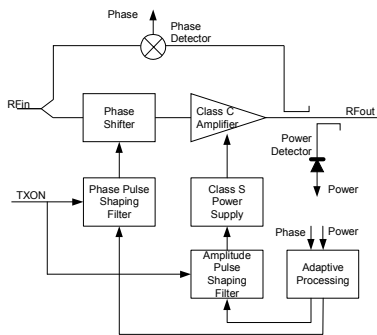 Phase
Phase
Detector
RFin
Phase
Shifter
Class C
Amplifier
RFout
Power
Detector
TXON
Phase Pulse
Shaping
Filter
Class S
Power
Supply
Power
Phase
Power
Amplitude
Pulse
Shaping
Filter
Adaptive
Processing